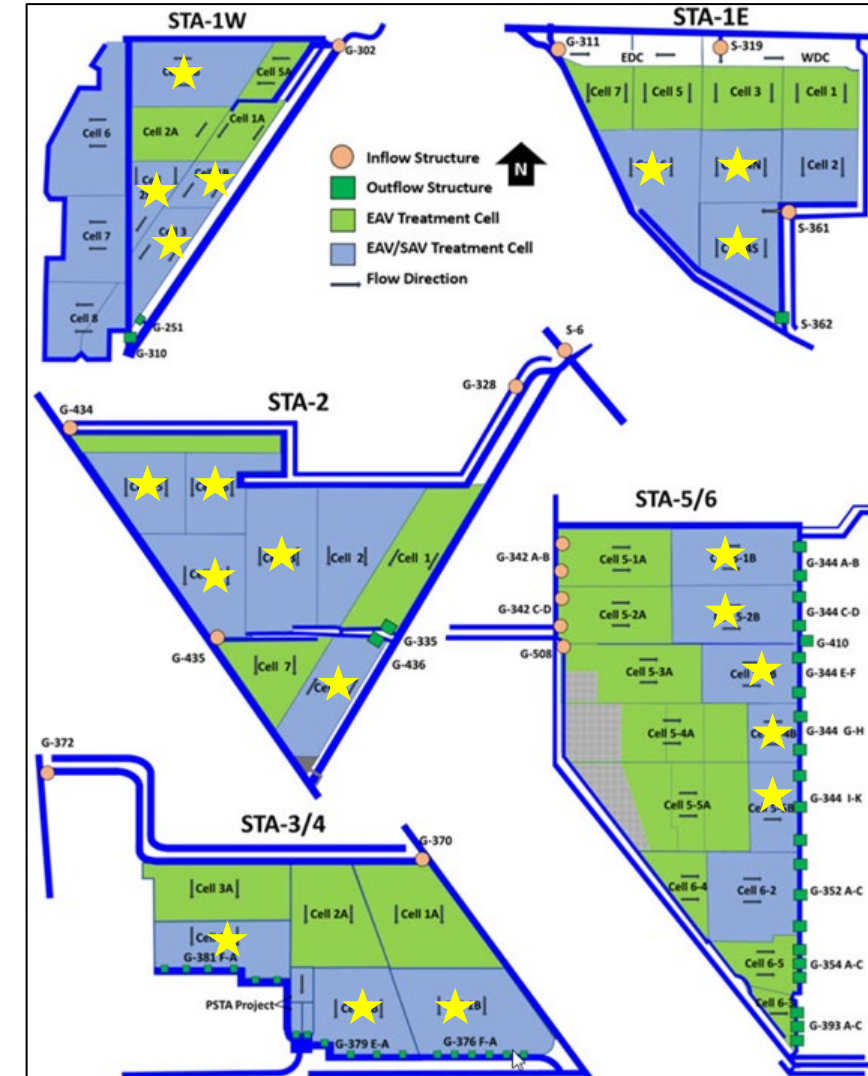 STA-1W
G-302
Cell 5A
Cell 6
Cell 2A
Cell 1A
Cell 7
Cell 3
Cell 8
G-251
G-310
Inflow Structure
Outflow Structure
EAV Treatment Cell
EAV/SAV Treatment Cell
Flow Direction
N
STA-1E
G-311
EDC
S-319
WDC
Cell 7
Cell 5
Cell 3
Cell 1
Cell 2
S-361
S-362
STA-2
S-6
G-328
G-434
Cell 2
Cell 1
G-335
G-436
G-435
Cell 7
STA-5/6
G-342 A-B
Cell 5-1A
G-344 A-B
G-342 C-D
Cell 5-2A
G-344 C-D
G-410
G-508
Cell 5-3A
G-344 E-F
Cell 5-4A
G-344 G-H
Cell 5-5A
G-344 I-K
Cell 6-4
Cell 6-2
G-352 A-C
Cell 6-5
G-354 A-C
Cell 6-3
G-393 A-C
G-372
STA-3/4
G-370
Cell 3A
Cell 2A
Cell 1A
G-381 F-A
PSTA Project
G-379 E-A
G-376 F-A